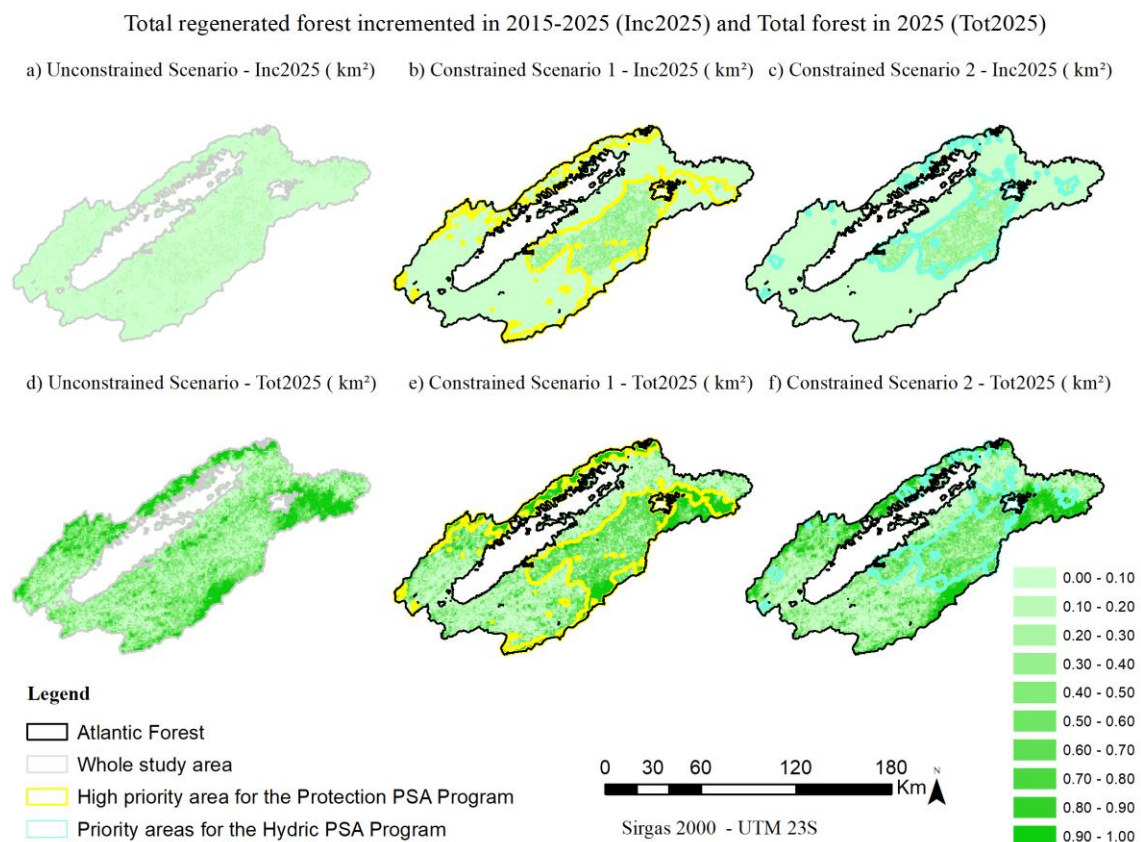 Total regenerated forest incremented in 2015-2025 (Inc2025) and Total forest in 2025 (Tot2025)
a) Unconstrained Scenario - Inc2025 ( km²)
b) Constrained Scenario 1 - Inc2025 ( km²)
c) Constrained Scenario 2 - Inc2025 ( km²)
d) Unconstrained Scenario - Tot2025 ( km²)
e) Constrained Scenario 1 - Tot2025 ( km²)
f) Constrained Scenario 2 - Tot2025 ( km²)
Legend
Atlantic Forest
Whole study area
High priority area for the Protection PSA Program
Priority areas for the Hydric PSA Program
0 30 60 120 180
Km
N
Sirgas 2000 - UTM 23S
0.00 - 0.10
0.10 - 0.20
0.20 - 0.30
0.30 - 0.40
0.40 - 0.50
0.50 - 0.60
0.60 - 0.70
0.70 - 0.80
0.80 - 0.90
0.90 - 1.00